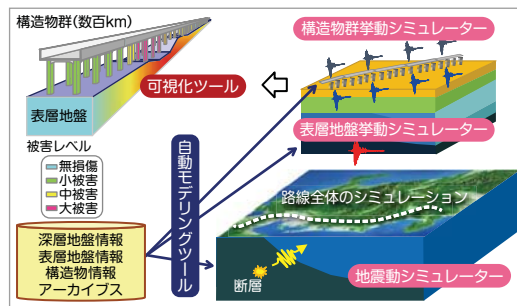 構造物群(数百km)
構造物群挙動シミュレーター
可視化ツール
表層地盤
表層地盤挙動シミュレーター
被害レベル
無損傷
小被害
中被害
大被害
自動モデリングツール
路線全体のシミュレーション
深層地盤情報
表層地盤情報
構造物情報
アーカイブス
断層
地震動シミュレーター